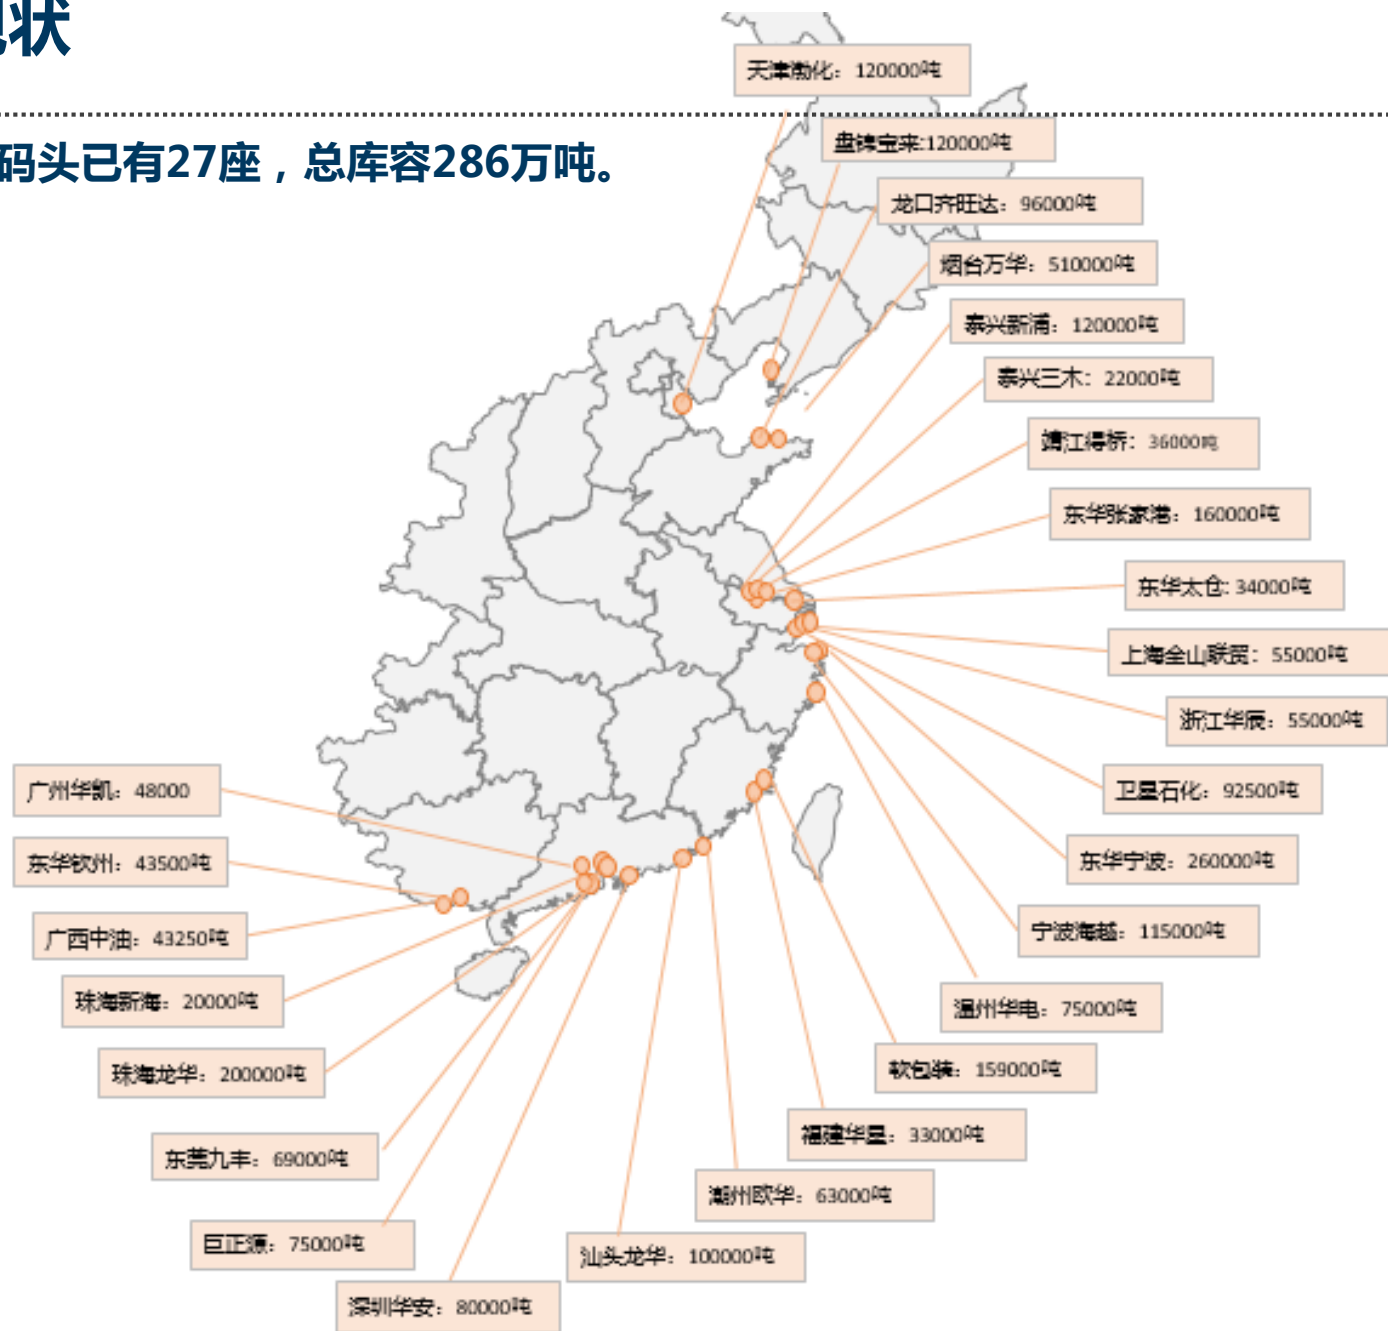 状
码头已有27座，总库容286万吨。
天津渤化：120000吨
盘锦宝来:120000吨
龙口齐旺达：96000吨
烟台万华：510000吨
泰兴新浦：120000吨
泰兴三木：22000吨
靖江得桥：36000吨
东华张家港：160000吨
东华太仓: 34000吨
上海金山联贸：55000吨
浙江华辰：55000吨
卫星石化：92500吨
东华宁波：260000吨
宁波海越：115000吨
温州华电：75000吨
软包装：159000吨
福建华星：33000吨
潮州欧华：63000吨
汕头龙华：100000吨
深圳华安：80000吨
巨正源：75000吨
东莞九丰：69000吨
珠海龙华：200000吨
珠海新海：20000吨
广西中油：43250吨
东华钦州：43500吨
广州华凯：48000